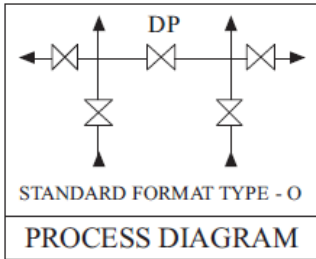 DP
STANDARD FORMAT TYPE - O
PROCESS DIAGRAM